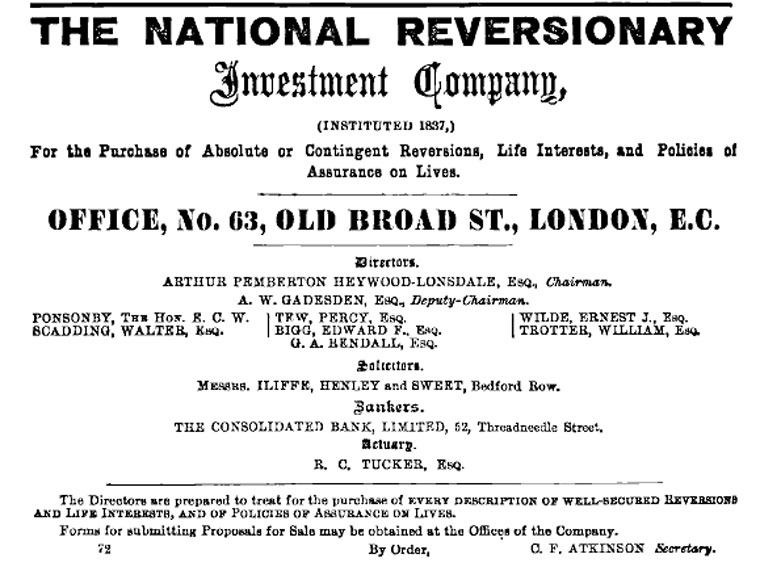 THE NATIONAL REVERSIONARY
Investment Company,
(INSTITUTED 1837,)
For the Purchase of Absolute or Contingent Reversions, Life Interests, and Policies of
Assurance on Lives.
OFFICE, No. 63, OLD BROAD ST., LONDON, E.C.
Directors.
ARTHUR PEMBERTON HEYWOOD-LONSDALE, ESQ., Chairman.
A. W. GADESDEN, ESQ., Deputy-Chairman.
PONSONBY, THE HON. E. C. W. | TEW, PERCY, ESQ. | WILDE, ERNEST J., ESQ.
SCADDING, WALTER, ESQ. | BIGG, EDWARD F., ESQ. | TROTTER, WILLIAM, ESQ.
G. A. RENDALL, ESQ.
Solicitors.
MESSRS. ILIFFE, HENLEY and SWEET, Bedford Row.
Bankers.
THE CONSOLIDATED BANK, LIMITED, 52, Threadneedle Street.
Actuary.
R. C. TUCKER, ESQ.
The Directors are prepared to treat for the purchase of EVERY DESCRIPTION OF WELL-SECURED REVERSIONS
AND LIFE INTERESTS, AND OF POLICIES OF ASSURANCE ON LIVES.
Forms for submitting Proposals for Sale may be obtained at the Offices of the Company.
72 By Order, C. F. ATKINSON Secretary.